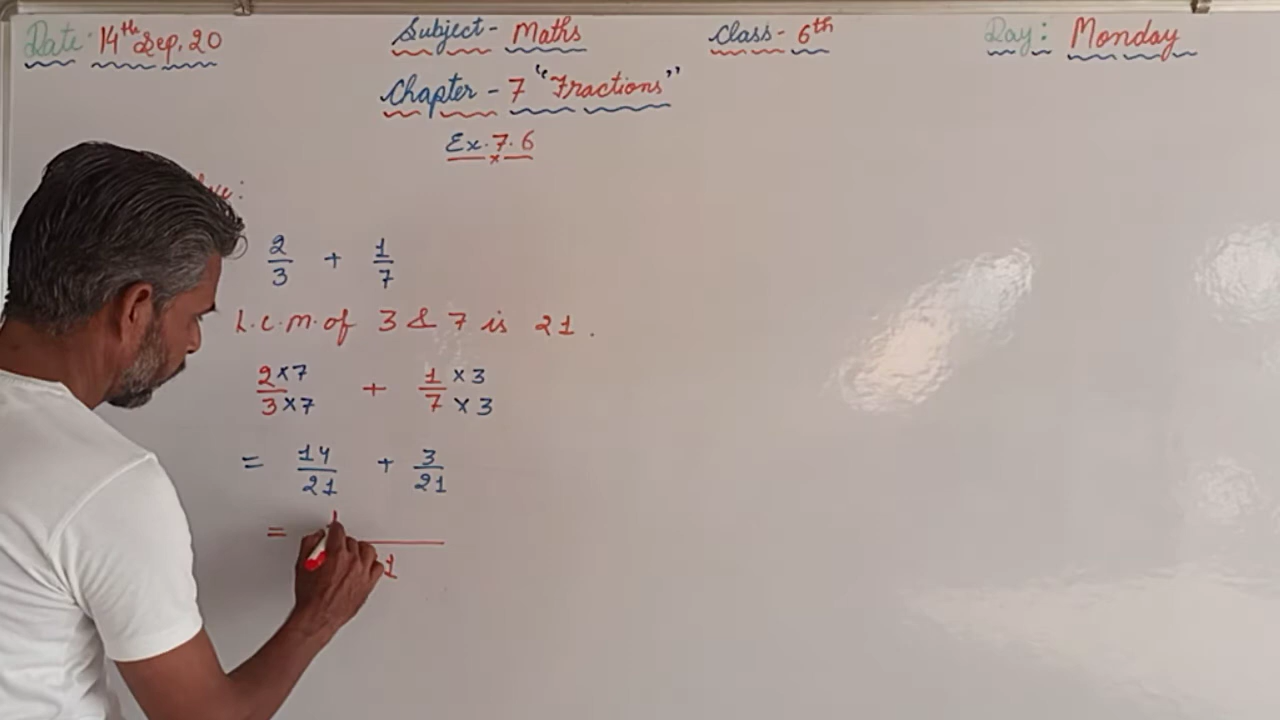 Date: 14th Sep. 20 Subject - Maths Class - 6th Day: Monday
Chapter - 7 "Fractions"
Ex. 7.6
2/3 + 1/7
L.C.M. of 3 & 7 is 21.
2×7/3×7 + 1×3/7×3
= 14/21 + 3/21
=